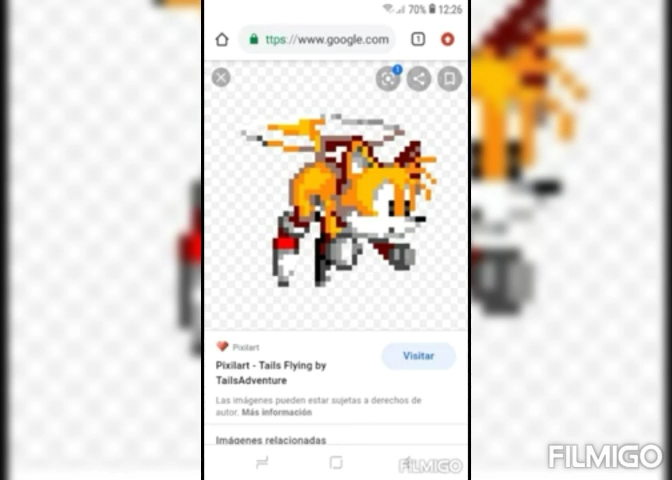 70% 12:26
ttps://www.google.com
1
1
Pixilart
Pixilart - Tails Flying by
TailsAdventure
Visitar
Las imágenes pueden estar sujetas a derechos de
autor. Más información
Imágenes relacionadas
FILMIGO
FILMIGO